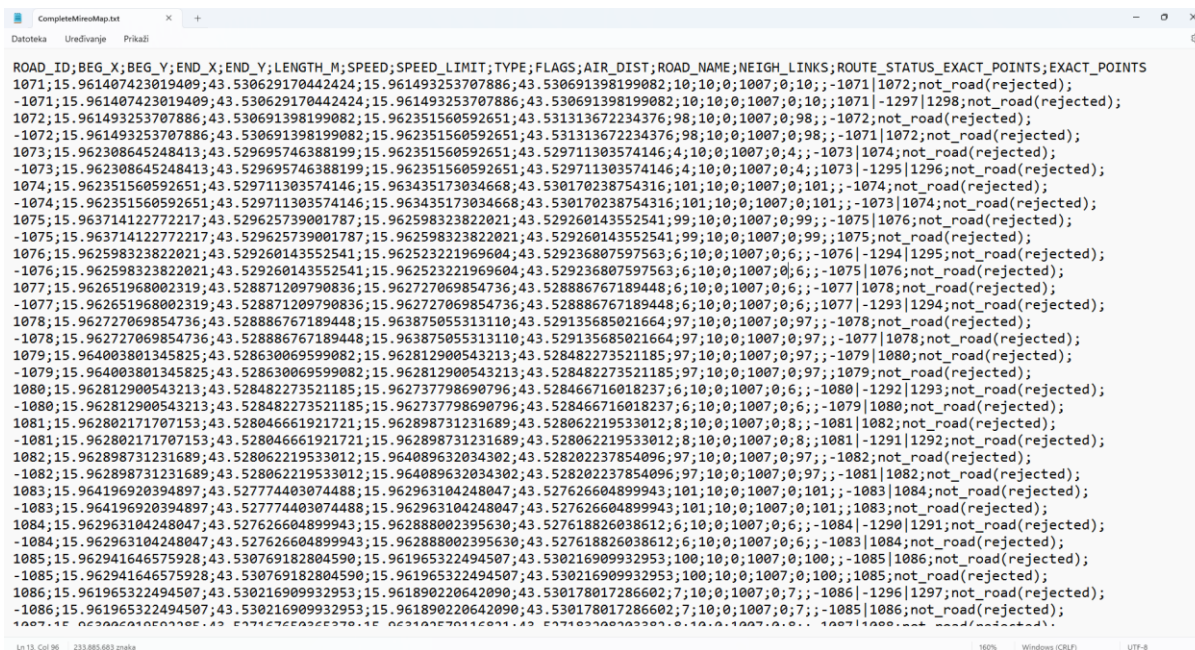 CompleteMireoMap.txt
Datoteka Uređivanje Prikaži
ROAD_ID;BEG_X;BEG_Y;END_X;END_Y;LENGTH_M;SPEED;SPEED_LIMIT;TYPE;FLAGS;AIR_DIST;ROAD_NAME;NEIGH_LINKS;ROUTE_STATUS_EXACT_POINTS;EXACT_POINTS
1071;15.961407423019409;43.530629170442424;15.961493253707886;43.530691398199082;10;10;0;1007;0;10;;-1071|1072;not_road(rejected);
-1071;15.961407423019409;43.530629170442424;15.961493253707886;43.530691398199082;10;10;0;1007;0;10;;1071|-1297|1298;not_road(rejected);
1072;15.961493253707886;43.530691398199082;15.962351560592651;43.531313672234376;98;10;0;1007;0;98;;-1072;not_road(rejected);
-1072;15.961493253707886;43.530691398199082;15.962351560592651;43.531313672234376;98;10;0;1007;0;98;;-1071|1072;not_road(rejected);
1073;15.962308645248413;43.529695746388199;15.962351560592651;43.529711303574146;4;10;0;1007;0;4;;-1073|1074;not_road(rejected);
-1073;15.962308645248413;43.529695746388199;15.962351560592651;43.529711303574146;4;10;0;1007;0;4;;1073|-1295|1296;not_road(rejected);
1074;15.962351560592651;43.529711303574146;15.963435173034668;43.530170238754316;101;10;0;1007;0;101;;-1074;not_road(rejected);
-1074;15.962351560592651;43.529711303574146;15.963435173034668;43.530170238754316;101;10;0;1007;0;101;;-1073|1074;not_road(rejected);
1075;15.963714122772217;43.529625739001787;15.962598323822021;43.529260143552541;99;10;0;1007;0;99;;-1075|1076;not_road(rejected);
-1075;15.963714122772217;43.529625739001787;15.962598323822021;43.529260143552541;99;10;0;1007;0;99;;1075;not_road(rejected);
1076;15.962598323822021;43.529260143552541;15.962523221969604;43.529236807597563;6;10;0;1007;0;6;;-1076|-1294|1295;not_road(rejected);
-1076;15.962598323822021;43.529260143552541;15.962523221969604;43.529236807597563;6;10;0;1007;0;6;;-1075|1076;not_road(rejected);
1077;15.962651968002319;43.528871209790836;15.962727069854736;43.528886767189448;6;10;0;1007;0;6;;-1077|1078;not_road(rejected);
-1077;15.962651968002319;43.528871209790836;15.962727069854736;43.528886767189448;6;10;0;1007;0;6;;1077|-1293|1294;not_road(rejected);
1078;15.962727069854736;43.528886767189448;15.963875055313110;43.529135685021664;97;10;0;1007;0;97;;-1078;not_road(rejected);
-1078;15.962727069854736;43.528886767189448;15.963875055313110;43.529135685021664;97;10;0;1007;0;97;;-1077|1078;not_road(rejected);
1079;15.964003801345825;43.528630069599082;15.962812900543213;43.528482273521185;97;10;0;1007;0;97;;-1079|1080;not_road(rejected);
-1079;15.964003801345825;43.528630069599082;15.962812900543213;43.528482273521185;97;10;0;1007;0;97;;1079;not_road(rejected);
1080;15.962812900543213;43.528482273521185;15.962737798690796;43.528466716018237;6;10;0;1007;0;6;;-1080|-1292|1293;not_road(rejected);
-1080;15.962812900543213;43.528482273521185;15.962737798690796;43.528466716018237;6;10;0;1007;0;6;;-1079|1080;not_road(rejected);
1081;15.962802171707153;43.528046661921721;15.962898731231689;43.528062219533012;8;10;0;1007;0;8;;-1081|1082;not_road(rejected);
-1081;15.962802171707153;43.528046661921721;15.962898731231689;43.528062219533012;8;10;0;1007;0;8;;1081|-1291|1292;not_road(rejected);
1082;15.962898731231689;43.528062219533012;15.964089632034302;43.528202237854096;97;10;0;1007;0;97;;-1082;not_road(rejected);
-1082;15.962898731231689;43.528062219533012;15.964089632034302;43.528202237854096;97;10;0;1007;0;97;;-1081|1082;not_road(rejected);
1083;15.964196920394897;43.527774403074488;15.962963104248047;43.527626604899943;101;10;0;1007;0;101;;-1083|1084;not_road(rejected);
-1083;15.964196920394897;43.527774403074488;15.962963104248047;43.527626604899943;101;10;0;1007;0;101;;1083;not_road(rejected);
1084;15.962963104248047;43.527626604899943;15.962888002395630;43.527618826038612;6;10;0;1007;0;6;;-1084|-1290|1291;not_road(rejected);
-1084;15.962963104248047;43.527626604899943;15.962888002395630;43.527618826038612;6;10;0;1007;0;6;;-1083|1084;not_road(rejected);
1085;15.962941646575928;43.530769182804590;15.961965322494507;43.530216909932953;100;10;0;1007;0;100;;-1085|1086;not_road(rejected);
-1085;15.962941646575928;43.530769182804590;15.961965322494507;43.530216909932953;100;10;0;1007;0;100;;1085;not_road(rejected);
1086;15.961965322494507;43.530216909932953;15.961890220642090;43.530178017286602;7;10;0;1007;0;7;;-1086|-1296|1297;not_road(rejected);
-1086;15.961965322494507;43.530216909932953;15.961890220642090;43.530178017286602;7;10;0;1007;0;7;;-1085|1086;not_road(rejected);
Ln 13, Col 96 233.885.683 znaka 160% Windows (CRLF) UTF-8